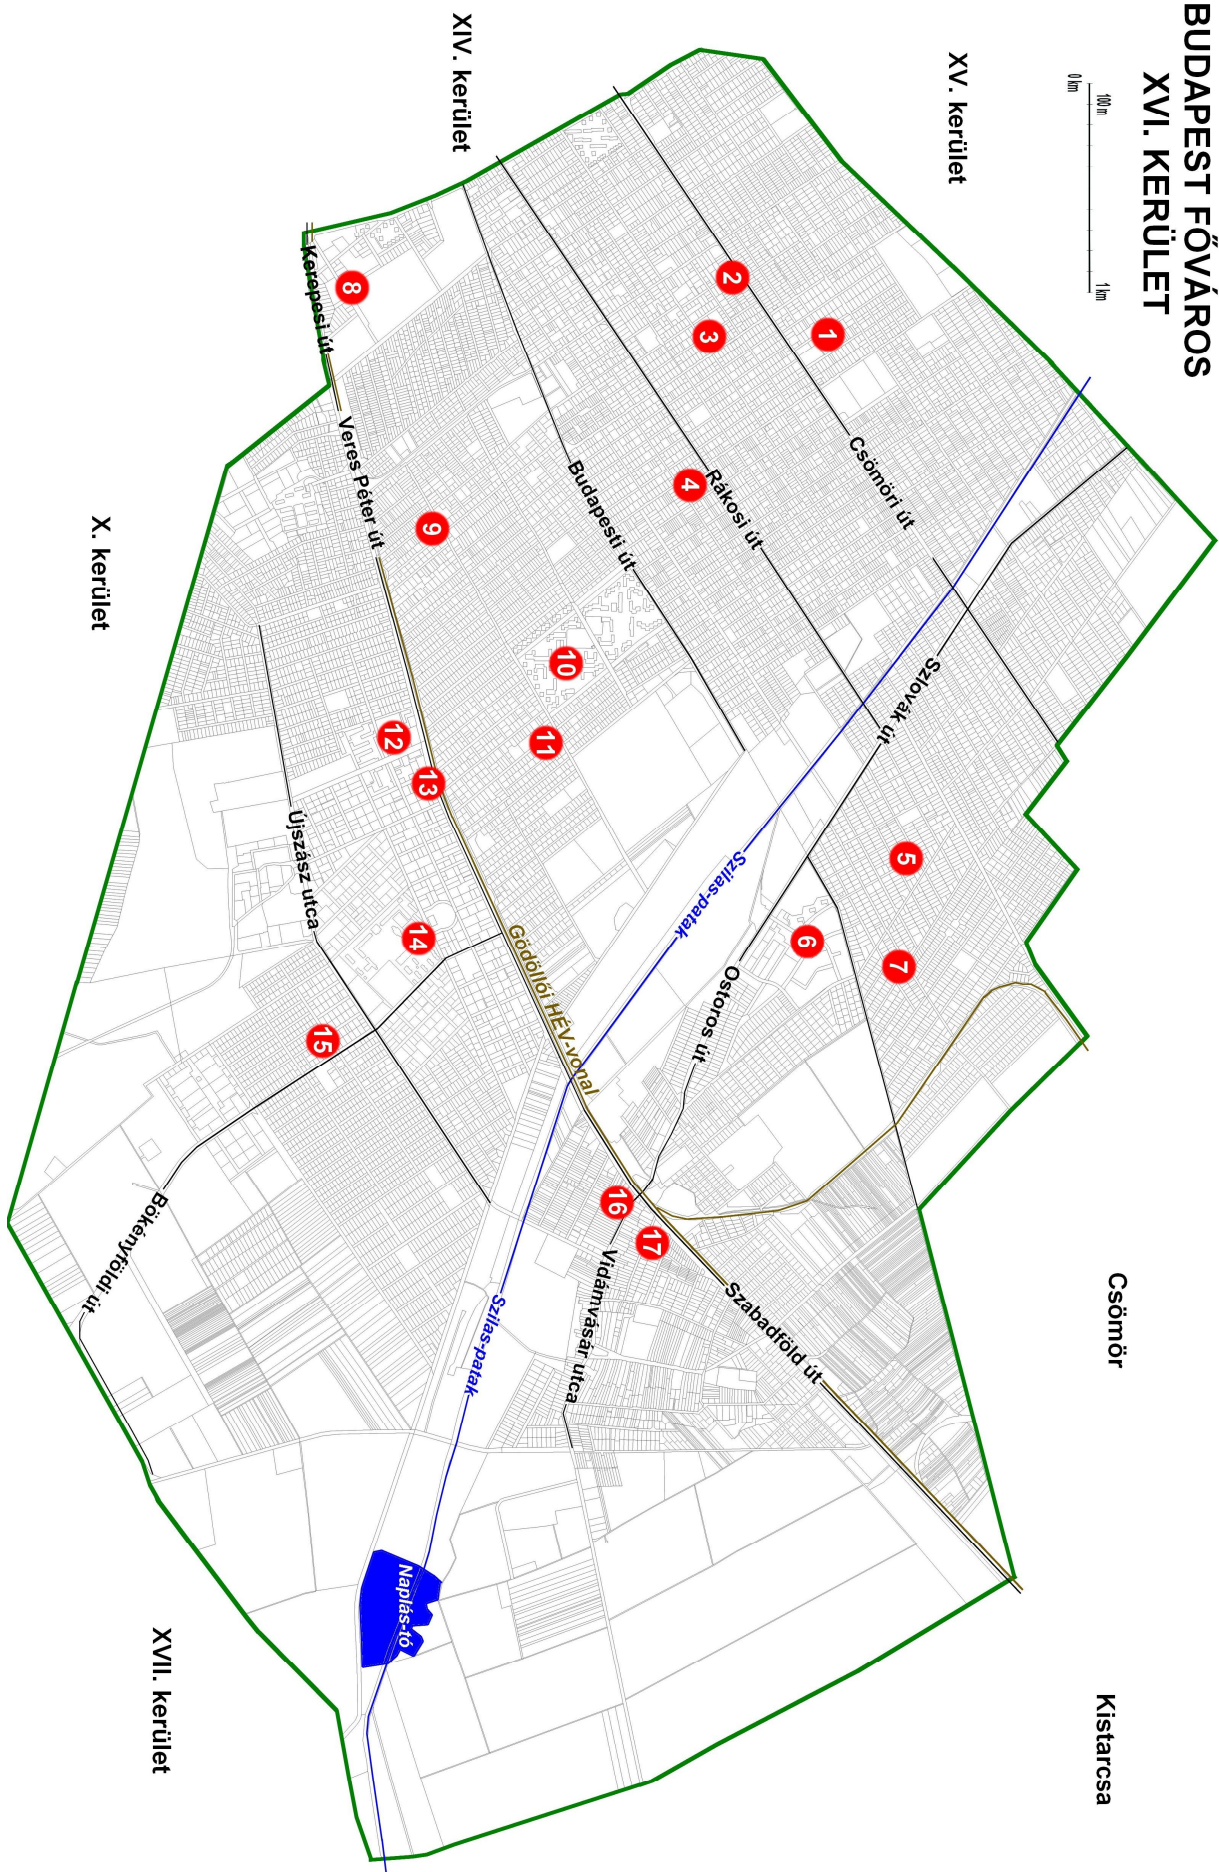 BUDAPEST FŐVÁROS
XVI. KERÜLET
100 m
0 km
1 km
XV. kerület
XIV. kerület
X. kerület
XVII. kerület
Csömör
Kistarcsa
Kerepesi út
Veres Péter út
Budapesti út
Rákosi út
Csömöri út
Szlovák út
Ostoros út
Szilas-patak
Gödöllői HÉV-vonal
Újszász utca
Bökényföldi út
Vidámvásár utca
Szabadföld út
Szilas-patak
Naplás-tó
1
2
3
4
5
6
7
8
9
10
11
12
13
14
15
16
17